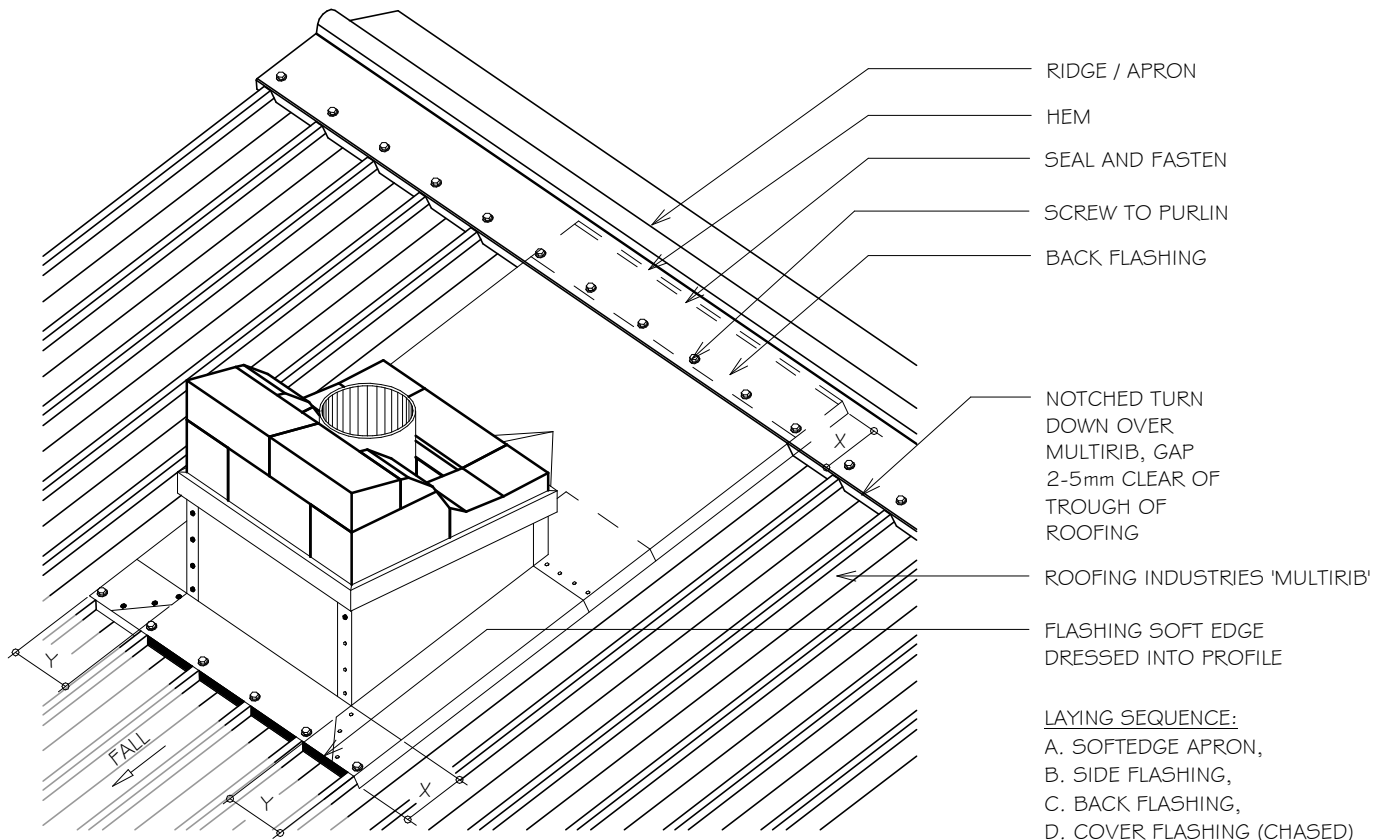 RIDGE / APRON
HEM
SEAL AND FASTEN
SCREW TO PURLIN
BACK FLASHING
X
NOTCHED TURN
DOWN OVER
MULTIRIB, GAP
2-5mm CLEAR OF
TROUGH OF
ROOFING
ROOFING INDUSTRIES 'MULTIRIB'
FLASHING SOFT EDGE
DRESSED INTO PROFILE
Y
FALL
Y
X
LAYING SEQUENCE:
A. SOFTEDGE APRON,
B. SIDE FLASHING,
C. BACK FLASHING,
D. COVER FLASHING (CHASED)